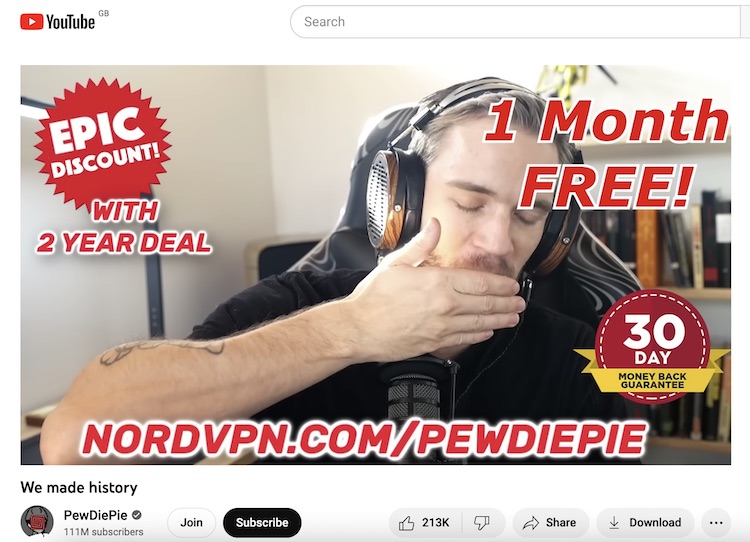 YouTube GB
Search
EPIC
DISCOUNT!
WITH
2 YEAR DEAL
1 Month
FREE!
30
DAY
MONEY BACK
GUARANTEE
NORDVPN.COM/PEWDIEPIE
We made history
PewDiePie
111M subscribers
Join
Subscribe
213K
Share
Download